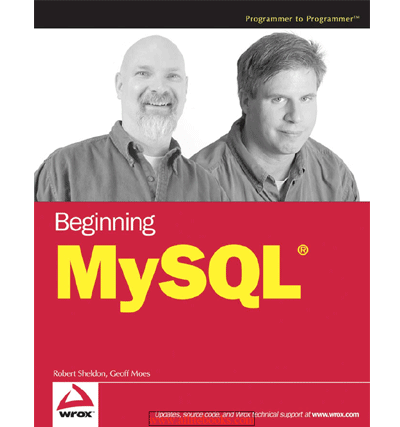 Programmer to Programmer™
Beginning
MySQL®
Robert Sheldon, Geoff Moes
wrox™
Updates, source code, and Wrox technical support at www.wrox.com